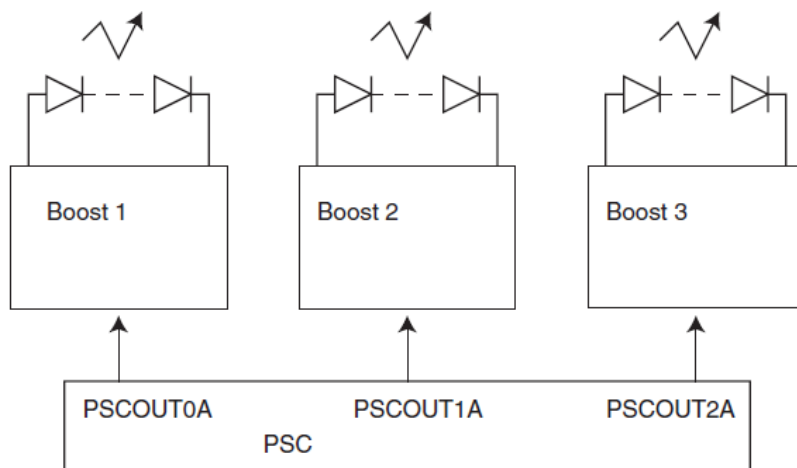 Boost 1
Boost 2
Boost 3
PSCOUT0A
PSCOUT1A
PSCOUT2A
PSC